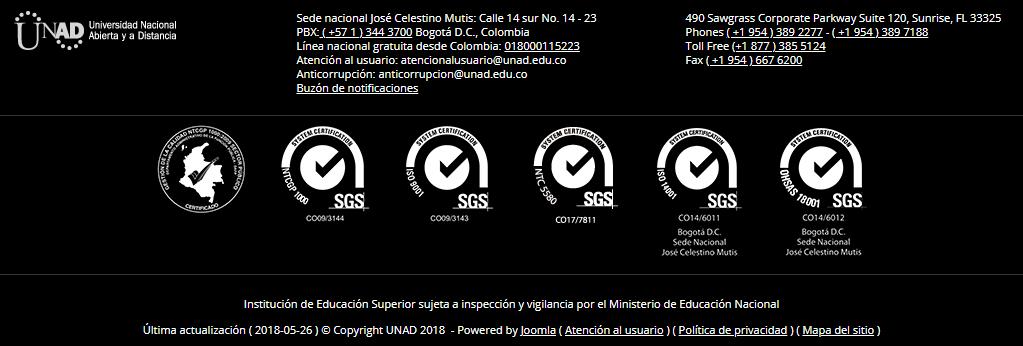 UNAD
Universidad Nacional
Abierta y a Distancia
Sede nacional José Celestino Mutis: Calle 14 sur No. 14 - 23
PBX: ( +57 1 ) 344 3700 Bogotá D.C., Colombia
Línea nacional gratuita desde Colombia: 018000115223
Atención al usuario: atencionalusuario@unad.edu.co
Anticorrupción: anticorrupcion@unad.edu.co
Buzón de notificaciones
490 Sawgrass Corporate Parkway Suite 120, Sunrise, FL 33325
Phones ( +1 954 ) 389 2277 - ( +1 954 ) 389 7188
Toll Free (+1 877 ) 385 5124
Fax ( +1 954 ) 667 6200
GESTIÓN DE LA CALIDAD NTCGP 1000:2009 SECTOR PÚBLICO
CERTIFICADO
SYSTEM CERTIFICATION
NTCGP 1000
SGS
CO09/3144
SYSTEM CERTIFICATION
ISO 9001
SGS
CO09/3143
SYSTEM CERTIFICATION
NTC 5580
SGS
CO17/7811
SYSTEM CERTIFICATION
ISO 14001
SGS
CO14/6011
Bogotá D.C.
Sede Nacional
José Celestino Mutis
SYSTEM CERTIFICATION
OHSAS 18001
SGS
CO14/6012
Bogotá D.C.
Sede Nacional
José Celestino Mutis
Institución de Educación Superior sujeta a inspección y vigilancia por el Ministerio de Educación Nacional
Última actualización ( 2018-05-26 ) © Copyright UNAD 2018 - Powered by Joomla ( Atención al usuario ) ( Política de privacidad ) ( Mapa del sitio )